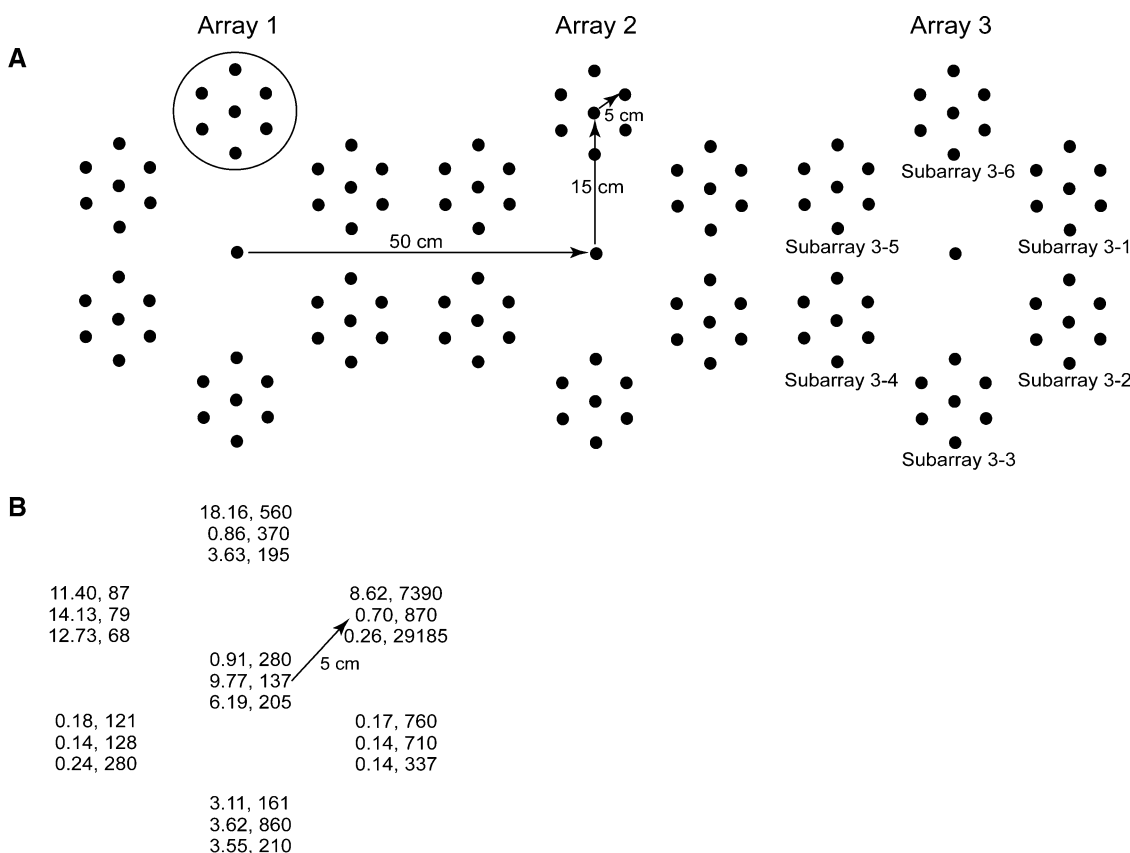 Array 1
Array 2
Array 3
A
5 cm
15 cm
50 cm
Subarray 3-6
Subarray 3-5
Subarray 3-1
Subarray 3-4
Subarray 3-2
Subarray 3-3
B
18.16, 560
0.86, 370
3.63, 195
11.40, 87
14.13, 79
12.73, 68
8.62, 7390
0.70, 870
0.26, 29185
0.91, 280
9.77, 137
6.19, 205
5 cm
0.18, 121
0.14, 128
0.24, 280
0.17, 760
0.14, 710
0.14, 337
3.11, 161
3.62, 860
3.55, 210